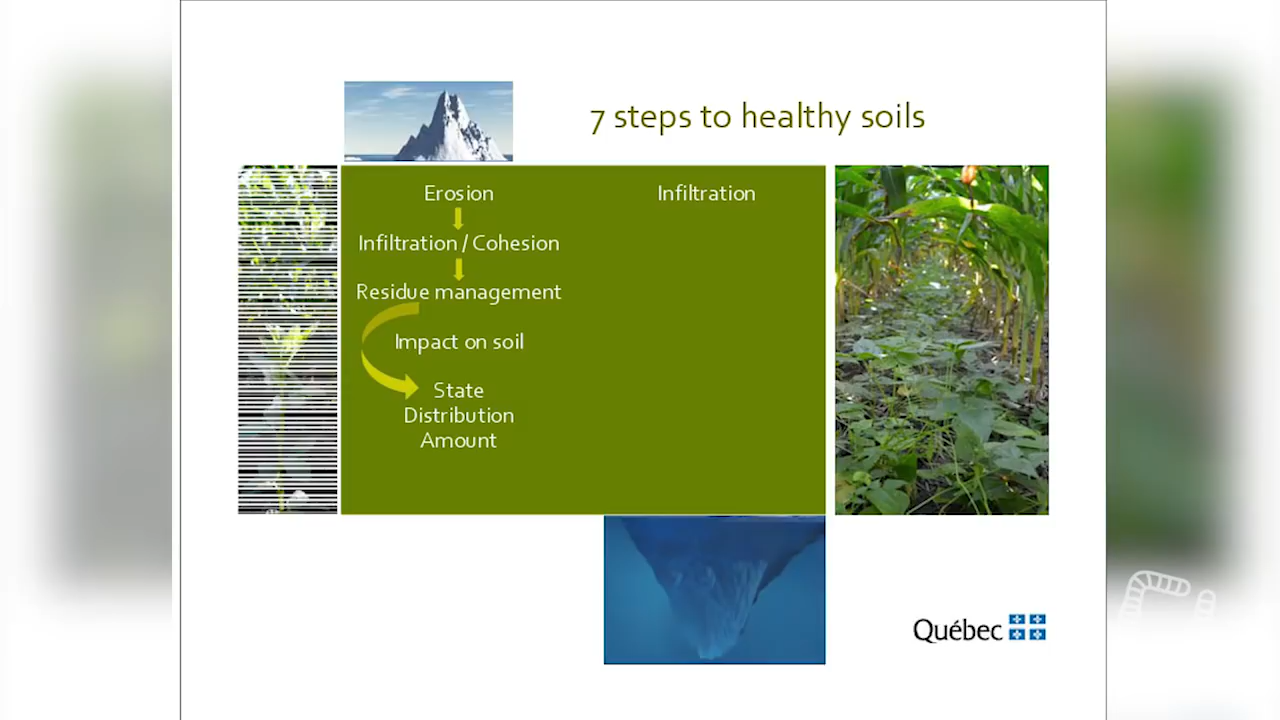 7 steps to healthy soils
Erosion
Infiltration / Cohesion
Residue management
Impact on soil
State
Distribution
Amount
Infiltration
Québec